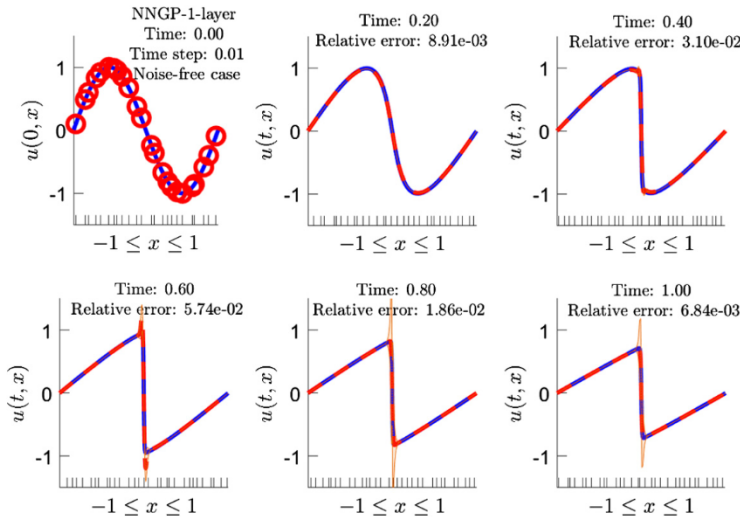 NNGP-1-layer
Time: 0.00
Time step: 0.01
Noise-free case
1
0
-1
u(0, x)
−1 ≤ x ≤ 1
Time: 0.20
Relative error: 8.91e-03
1
0
-1
u(t, x)
−1 ≤ x ≤ 1
Time: 0.40
Relative error: 3.10e-02
1
0
-1
u(t, x)
−1 ≤ x ≤ 1
Time: 0.60
Relative error: 5.74e-02
1
0
-1
u(t, x)
−1 ≤ x ≤ 1
Time: 0.80
Relative error: 1.86e-02
1
0
-1
u(t, x)
−1 ≤ x ≤ 1
Time: 1.00
Relative error: 6.84e-03
1
0
-1
u(t, x)
−1 ≤ x ≤ 1